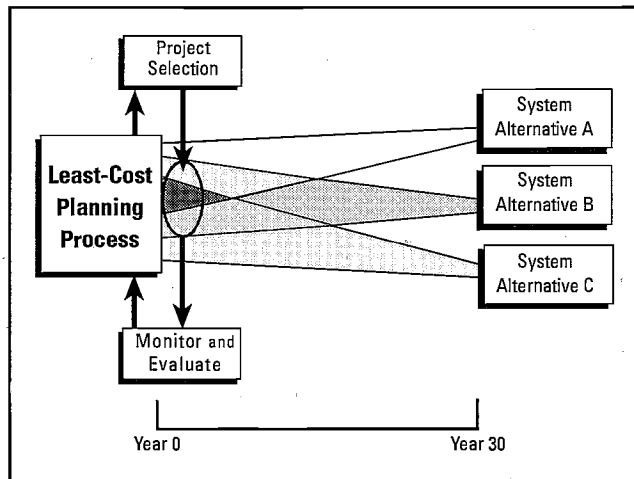 Project
Selection
System
Alternative A
Least-Cost
Planning
Process
System
Alternative B
System
Alternative C
Monitor and
Evaluate
Year 0
Year 30